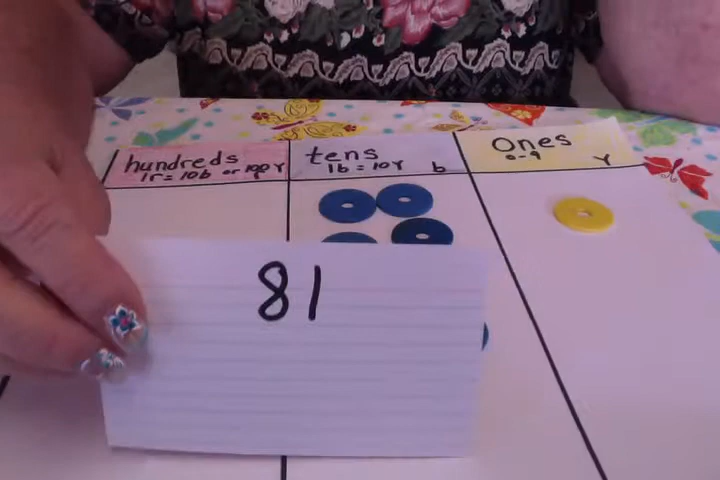 hundreds
1r = 10b or 100Y
tens
1b = 10Y b
Ones
0-9 Y
81